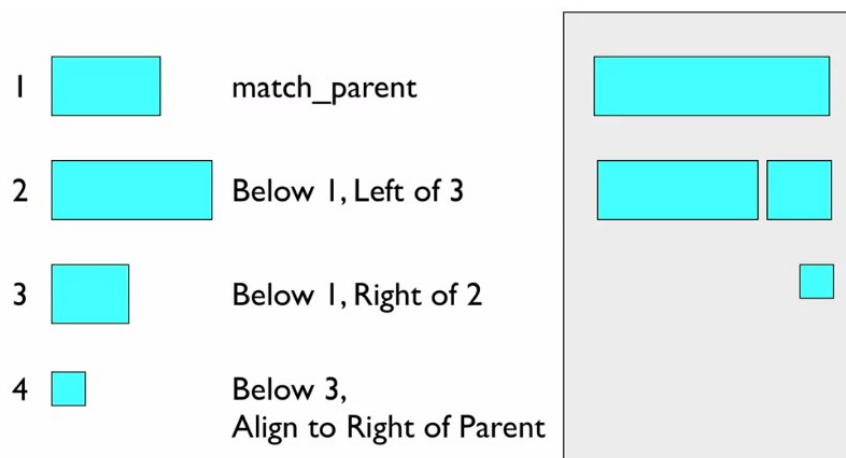 1 match_parent
2 Below 1, Left of 3
3 Below 1, Right of 2
4 Below 3,
Align to Right of Parent